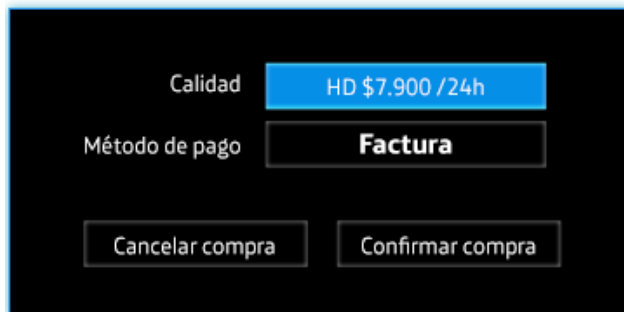 Calidad HD $7.900 /24h
Método de pago Factura
Cancelar compra Confirmar compra